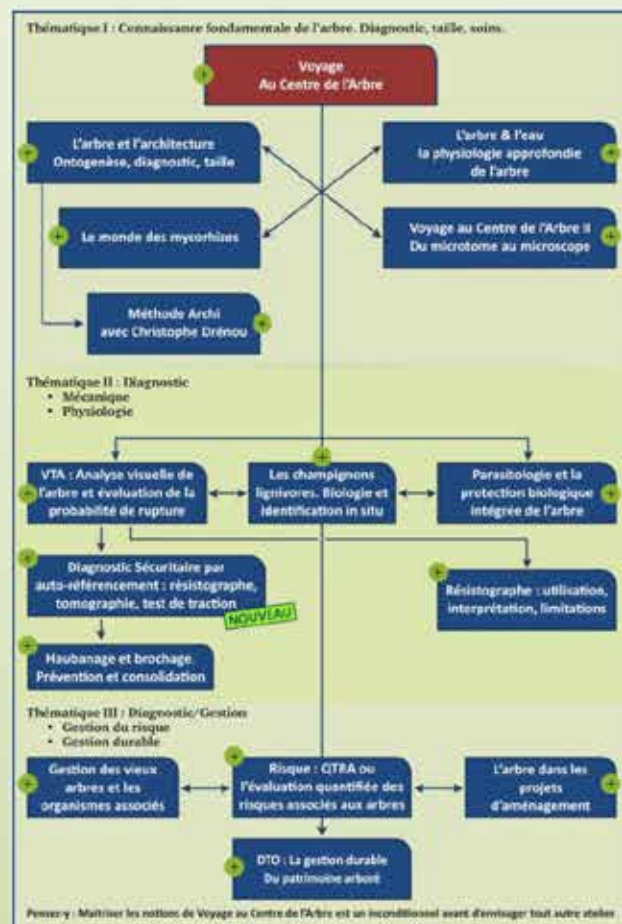 Thématique I : Connaissance fondamentale de l'arbre. Diagnostic, taille, soins.
Voyage
Au Centre de l'Arbre
L'arbre et l'architecture
Ontogenèse, diagnostic, taille
L'arbre & l'eau
la physiologie approfondie
de l'arbre
Le monde des mycorhizes
Voyage au Centre de l'Arbre II
Du microtome au microscope
Méthode Archi
avec Christophe Drénou
Thématique II : Diagnostic
• Mécanique
• Physiologie
VTA : Analyse visuelle de
l'arbre et évaluation de la
probabilité de rupture
Les champignons
lignivores. Biologie et
identification in situ
Parasitologie et la
protection biologique
intégrée de l'arbre
Diagnostic Sécuritaire par
auto-référencement : résistographe,
tomographie, test de traction
NOUVEAU
Résistographe : utilisation,
interprétation, limitations
Haubanage et brochage
Prévention et consolidation
Thématique III : Diagnostic/Gestion
• Gestion du risque
• Gestion durable
Gestion des vieux
arbres et les
organismes associés
Risque : QTRA ou
l'évaluation quantifiée des
risques associés aux arbres
L'arbre dans les
projets
d'aménagement
DTO : La gestion durable
Du patrimoine arboré
Pensez-y : Maîtriser les notions de Voyage au Centre de l'Arbre est un inconditionnel avant d'envisager tout autre atelier